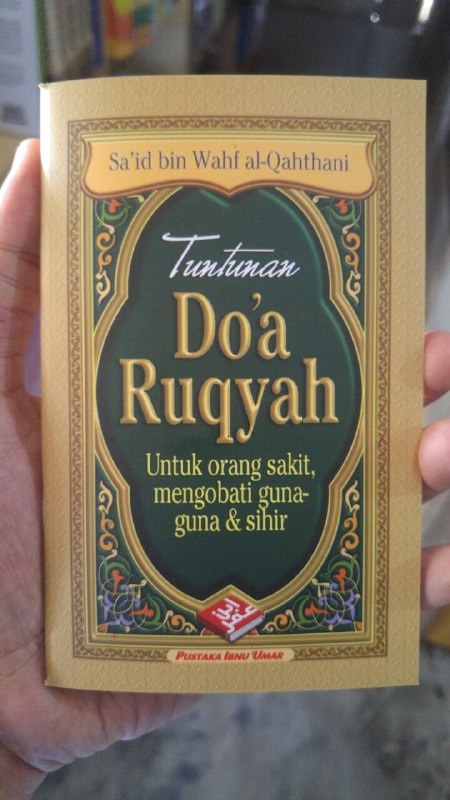 Sa'id bin Wahf al-Qahthani
Tuntunan
Do'a
Ruqyah
Untuk orang sakit,
mengobati guna-
guna & sihir
PUSTAKA IBNU 'UMAR